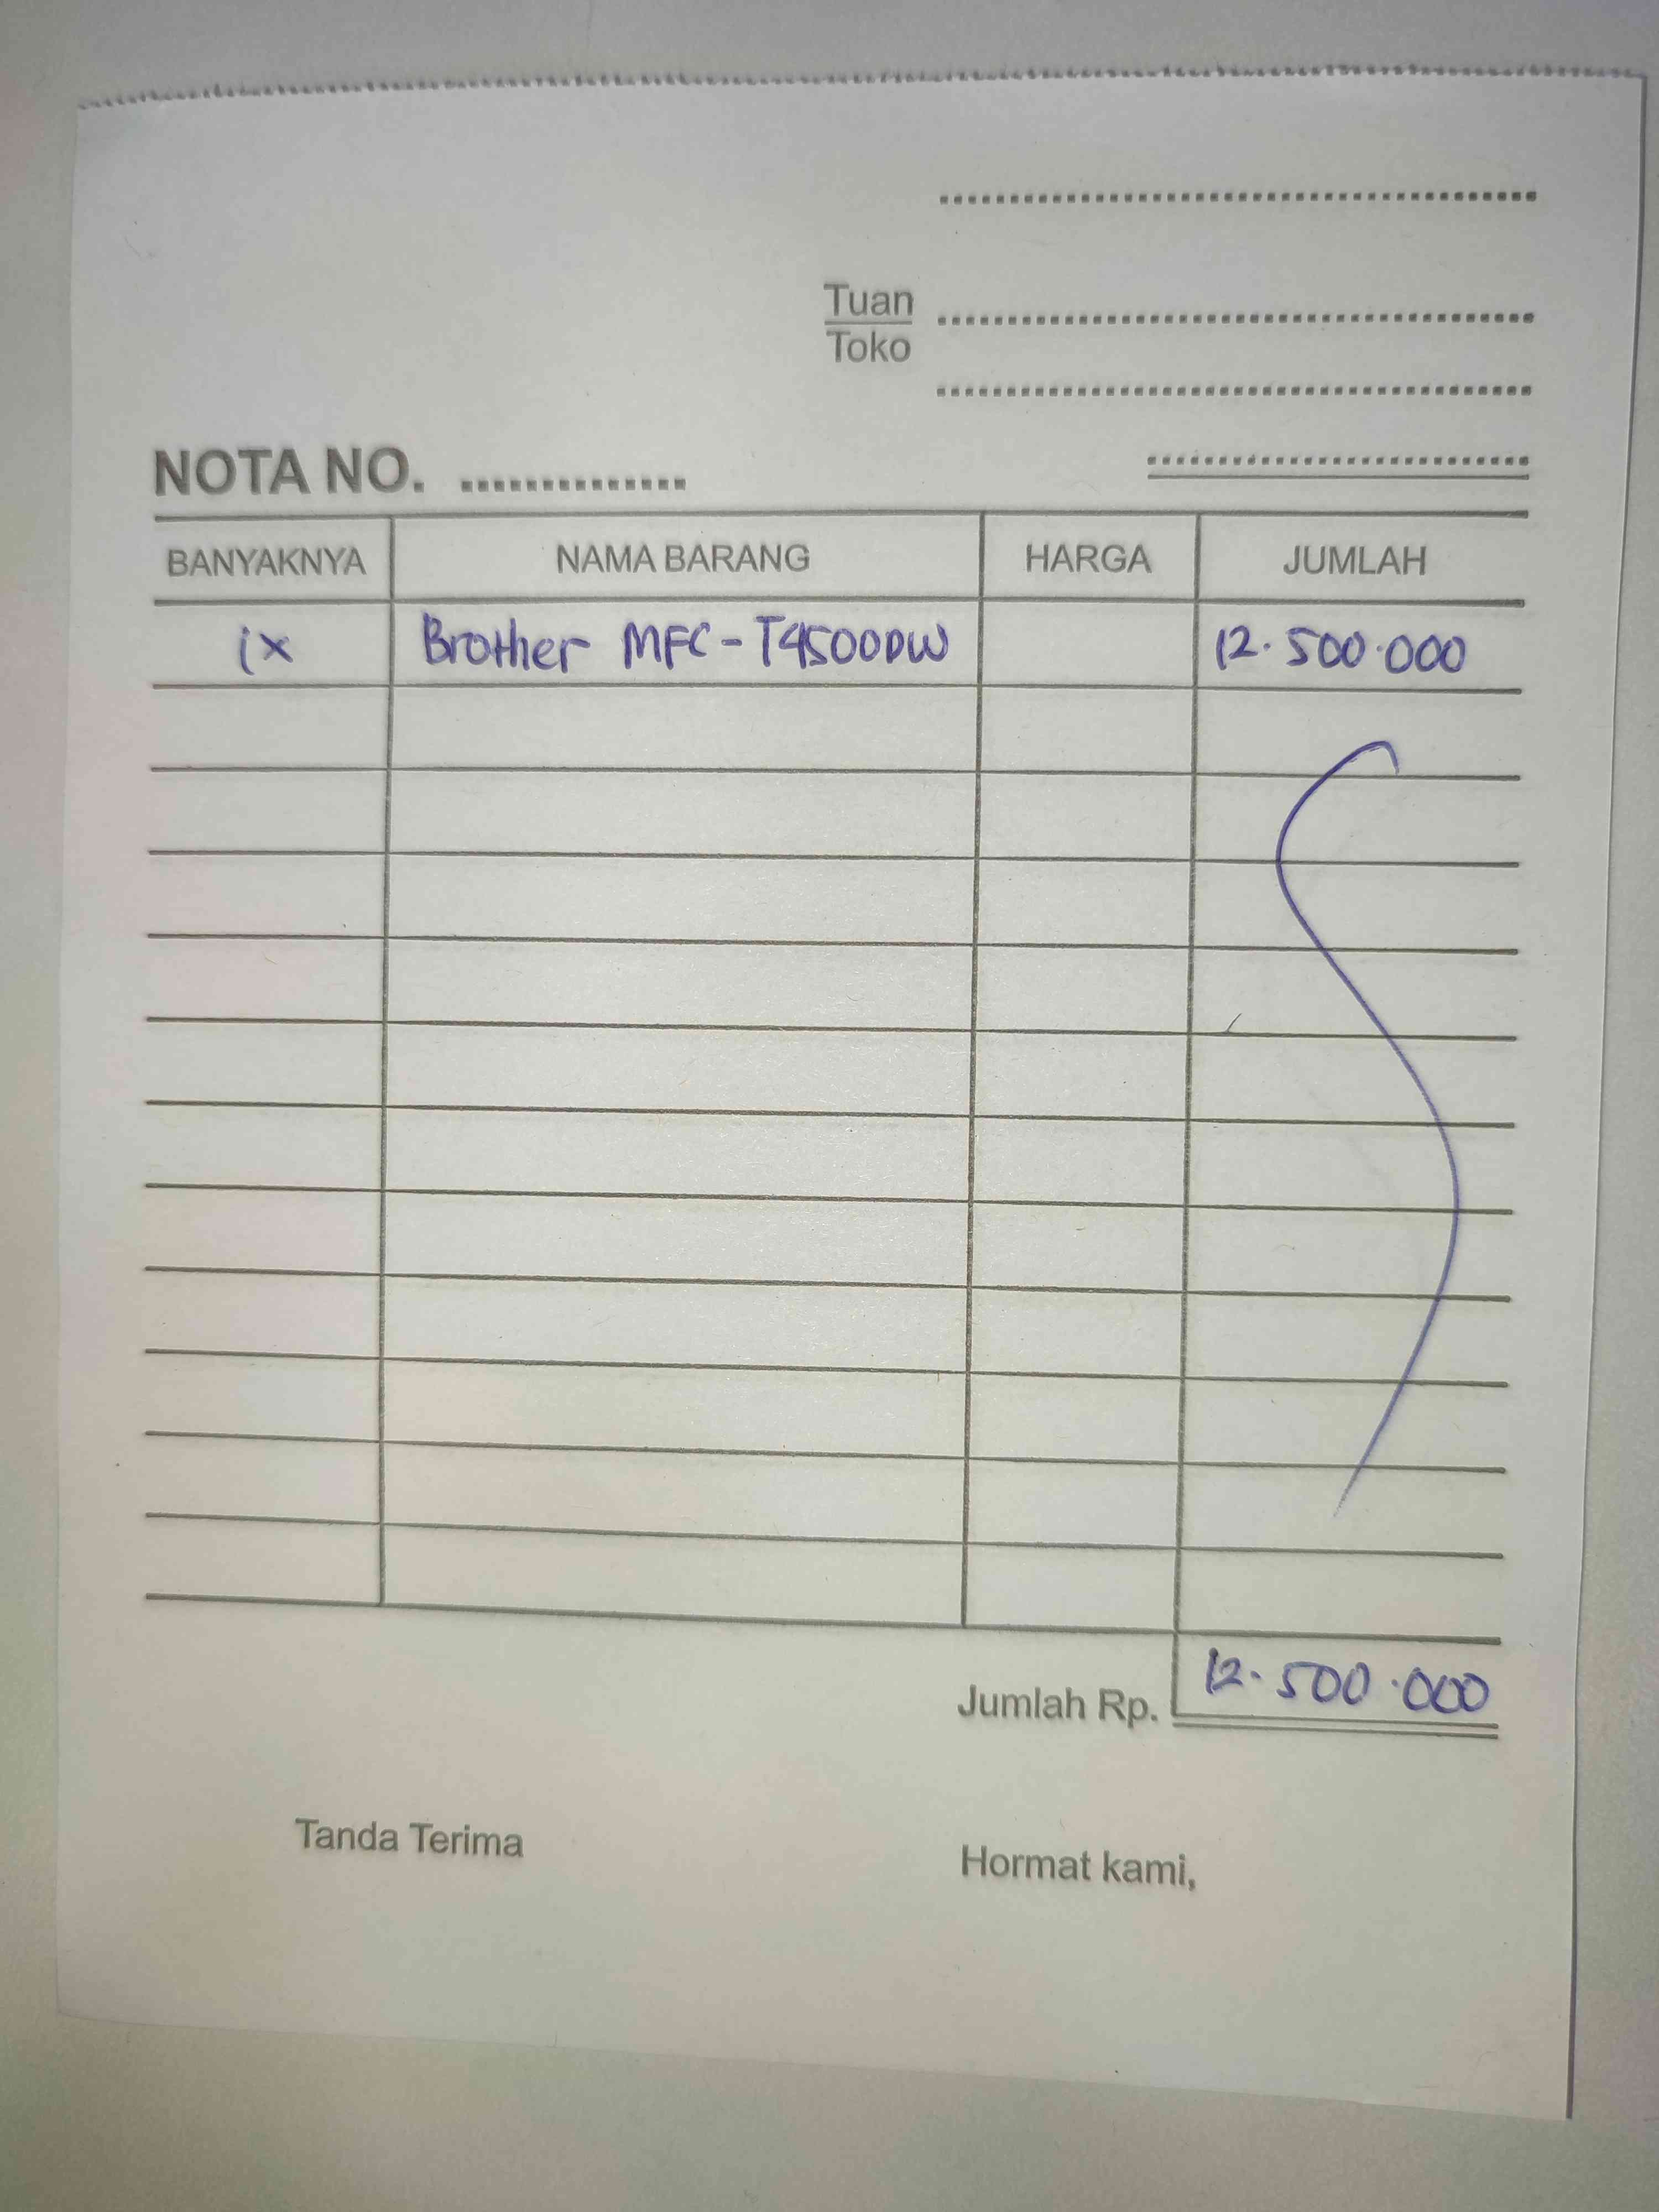 Tuan
Toko
NOTA NO. ..............
BANYAKNYA NAMA BARANG HARGA JUMLAH
1x Brother MFC-T4500DW 12.500.000
Jumlah Rp. 12.500.000
Tanda Terima Hormat kami,